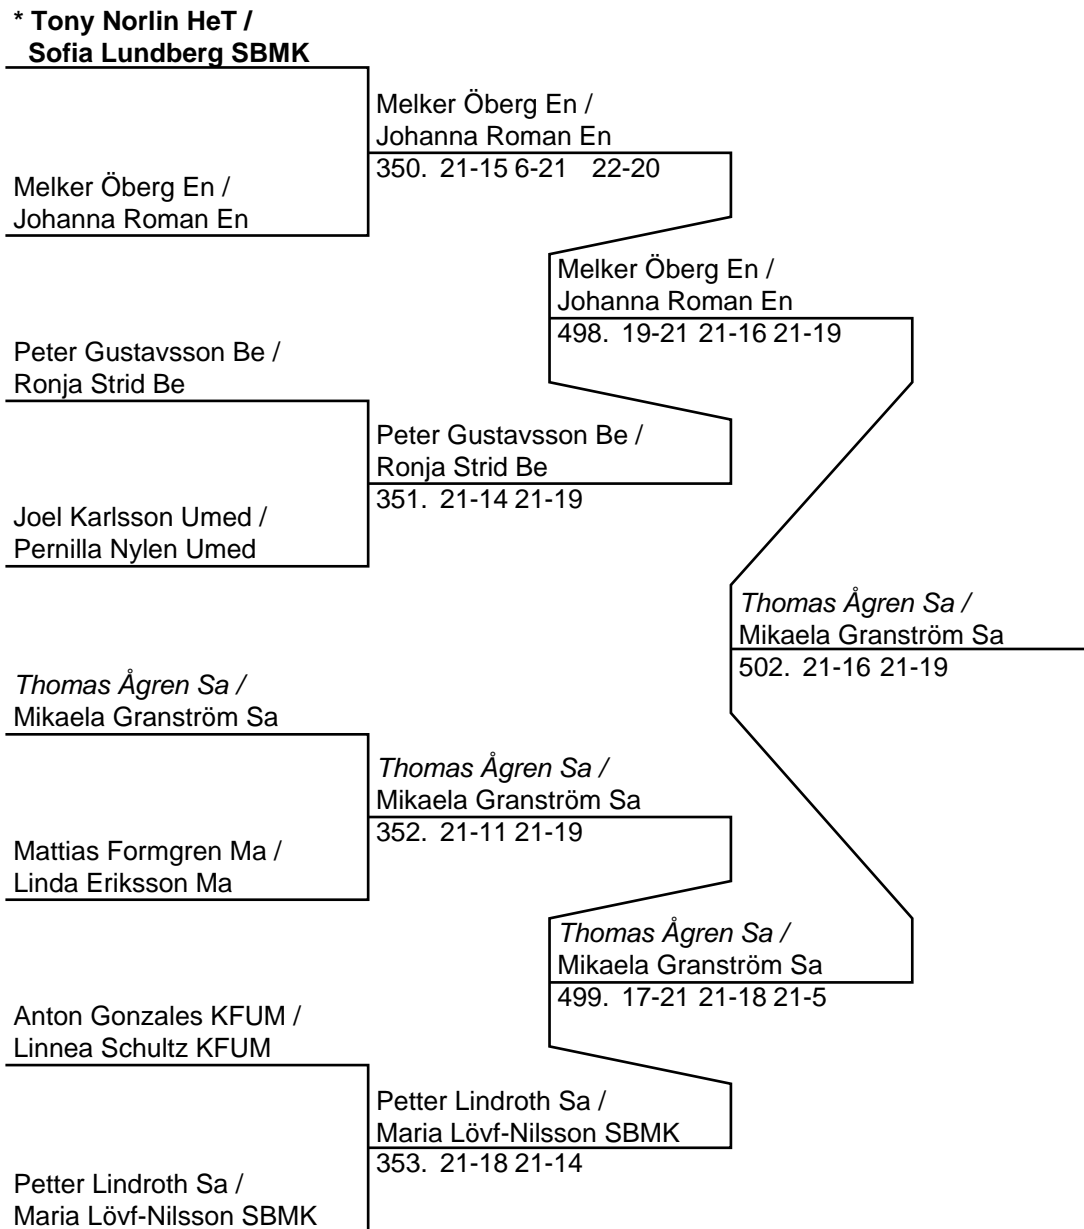 * Tony Norlin HeT /
Sofia Lundberg SBMK
Melker Öberg En /
Johanna Roman En
350. 21-15 6-21 22-20
Melker Öberg En /
Johanna Roman En
Melker Öberg En /
Johanna Roman En
498. 19-21 21-16 21-19
Peter Gustavsson Be /
Ronja Strid Be
Peter Gustavsson Be /
Ronja Strid Be
351. 21-14 21-19
Joel Karlsson Umed /
Pernilla Nylen Umed
Thomas Ågren Sa /
Mikaela Granström Sa
502. 21-16 21-19
Thomas Ågren Sa /
Mikaela Granström Sa
Thomas Ågren Sa /
Mikaela Granström Sa
352. 21-11 21-19
Mattias Formgren Ma /
Linda Eriksson Ma
Thomas Ågren Sa /
Mikaela Granström Sa
499. 17-21 21-18 21-5
Anton Gonzales KFUM /
Linnea Schultz KFUM
Petter Lindroth Sa /
Maria Lövf-Nilsson SBMK
353. 21-18 21-14
Petter Lindroth Sa /
Maria Lövf-Nilsson SBMK